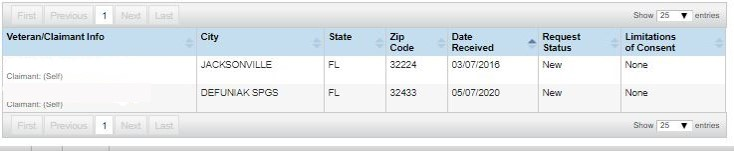 First Previous 1 Next Last Show 25 entries
Veteran/Claimant Info City State Zip Code Date Received Request Status Limitations of Consent
JACKSONVILLE FL 32224 03/07/2016 New None
Claimant: (Self)
DEFUNIAK SPGS FL 32433 05/07/2020 New None
Claimant: (Self)
First Previous 1 Next Last Show 25 entries